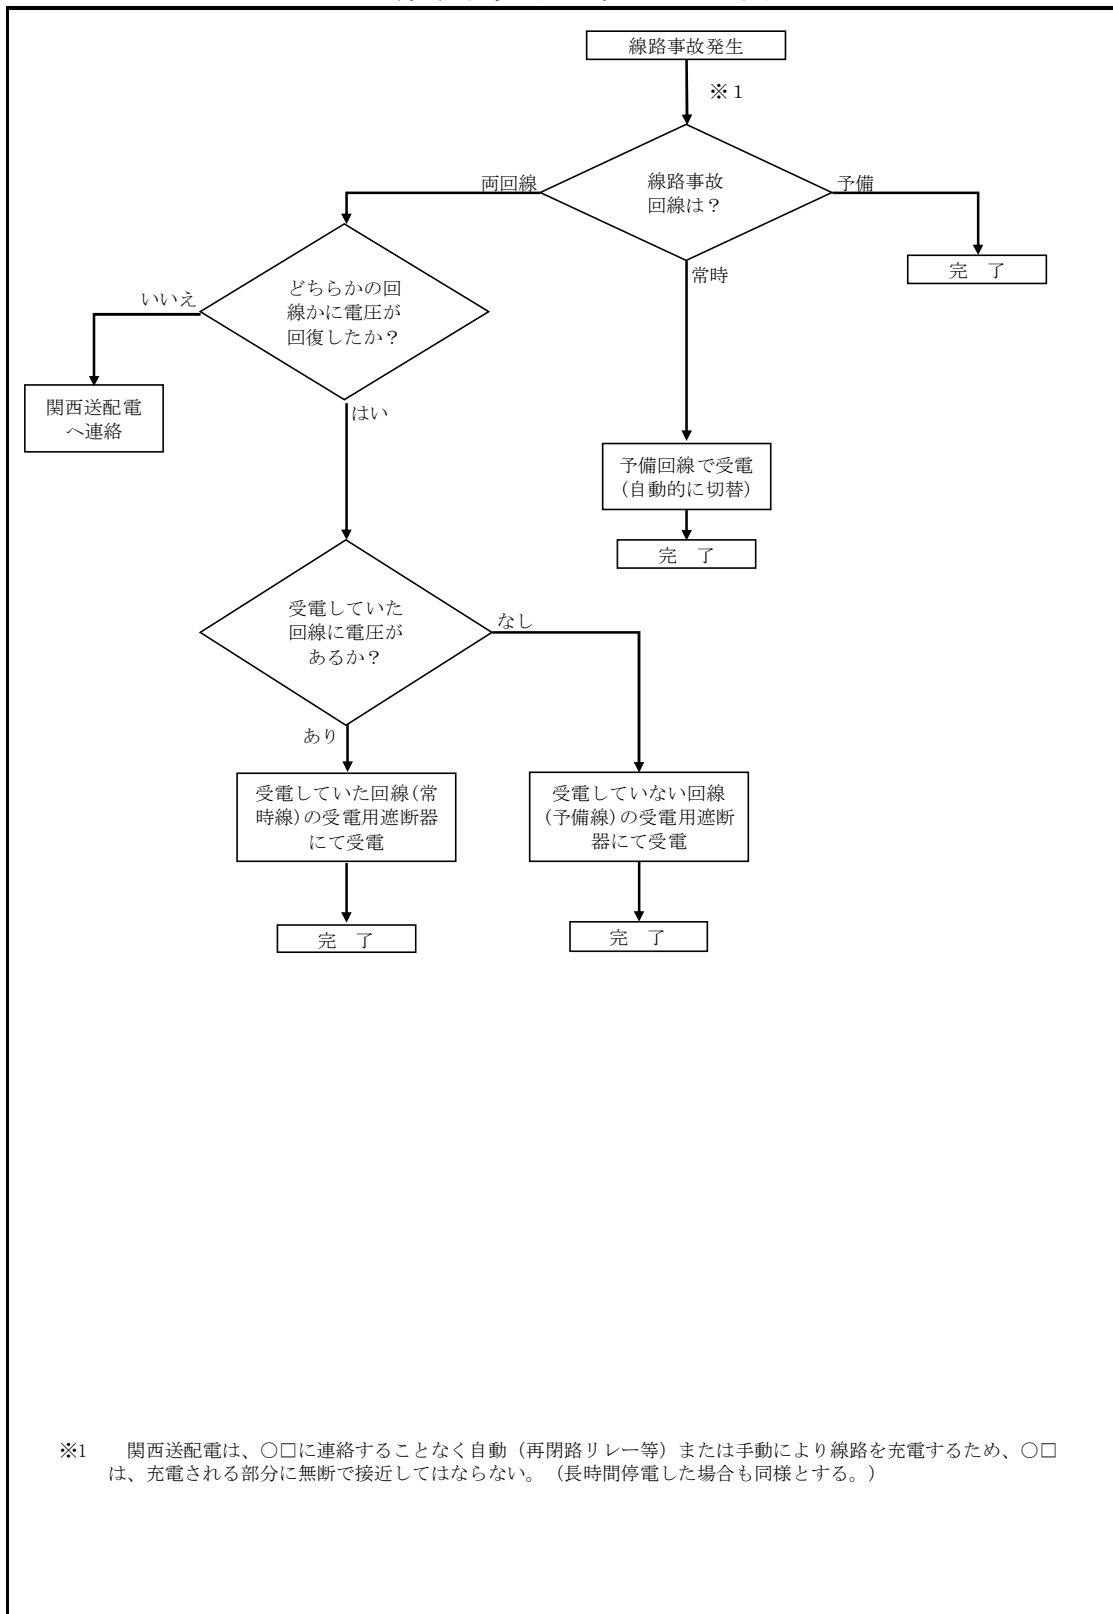 線路事故発生
※１
線路事故
回線は？
両回線
予備
常時
完　了
どちらかの回
線かに電圧が
回復したか？
いいえ
はい
関西送配電
へ連絡
予備回線で受電
(自動的に切替)
完　了
受電していた
回線に電圧が
あるか？
なし
あり
受電していた回線(常
時線)の受電用遮断器
にて受電
受電していない回線
(予備線)の受電用遮断
器にて受電
完　了
完　了
※1　関西送配電は、○□に連絡することなく自動（再閉路リレー等）または手動により線路を充電するため、○□
は、充電される部分に無断で接近してはならない。（長時間停電した場合も同様とする。）